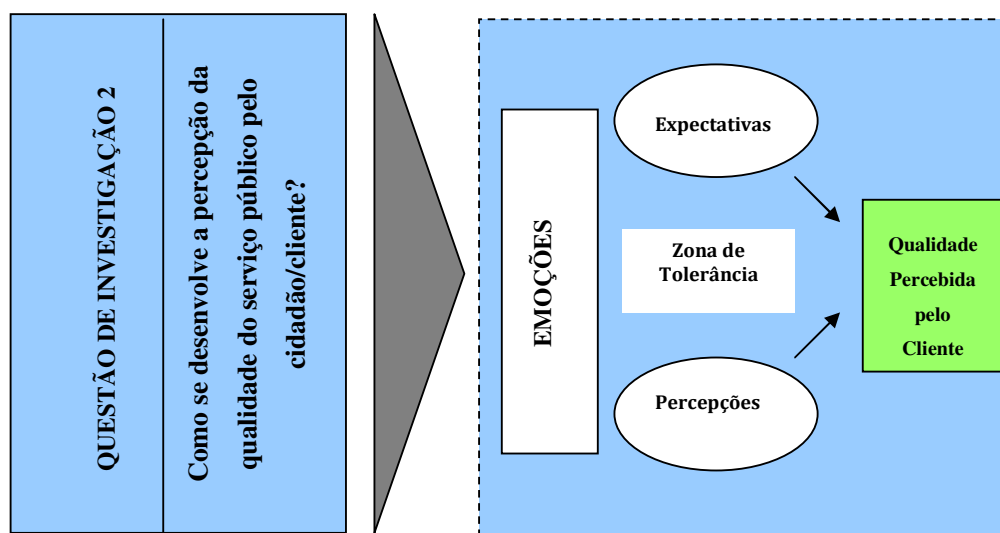 QUESTÃO DE INVESTIGAÇÃO 2
Como se desenvolve a percepção da
qualidade do serviço público pelo
cidadão/cliente?
EMOÇÕES
Expectativas
Zona de
Tolerância
Percepções
Qualidade
Percebida
pelo
Cliente